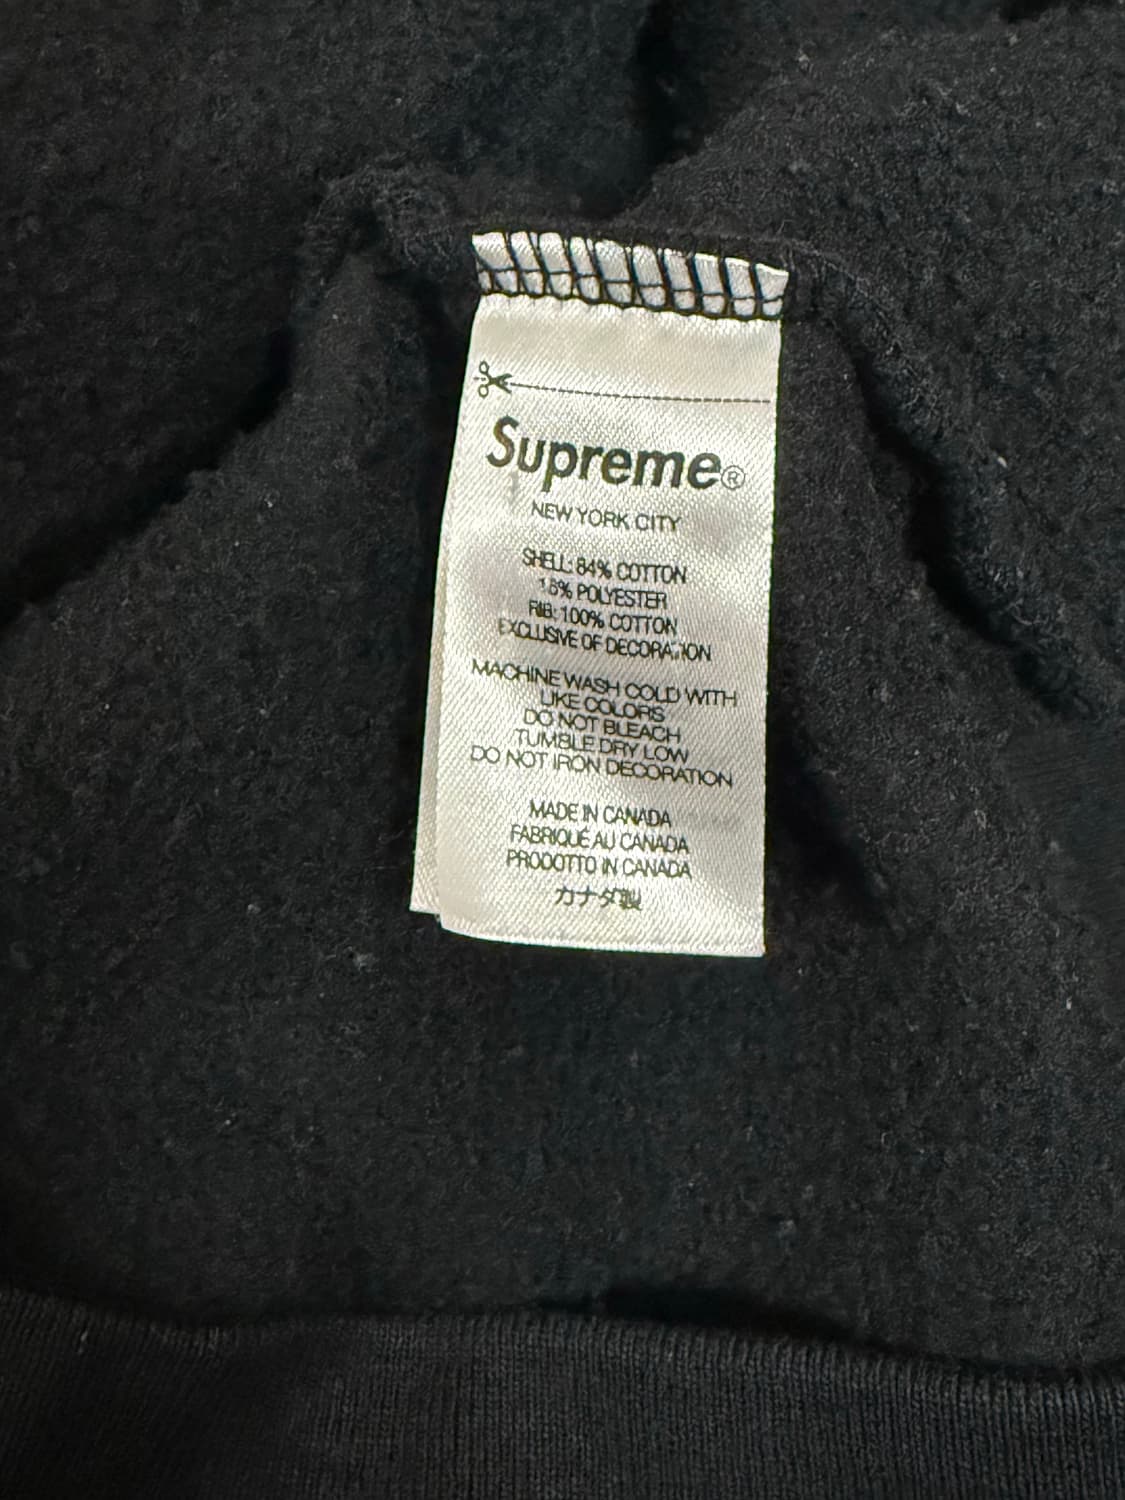 Supreme®
NEW YORK CITY
SHELL: 84% COTTON
16% POLYESTER
RIB: 100% COTTON
EXCLUSIVE OF DECORATION
MACHINE WASH COLD WITH
LIKE COLORS
DO NOT BLEACH
TUMBLE DRY LOW
DO NOT IRON DECORATION
MADE IN CANADA
FABRIQUÉ AU CANADA
PRODOTTO IN CANADA
カナダ製